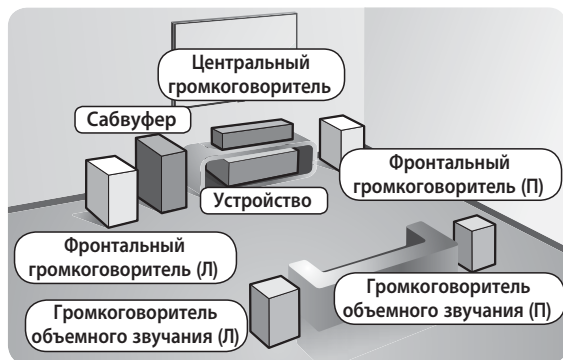 Центральный
громкоговоритель
Сабвуфер
Фронтальный
громкоговоритель (П)
Устройство
Фронтальный
громкоговоритель (Л)
Громкоговоритель
объемного звучания (П)
Громкоговоритель
объемного звучания (Л)